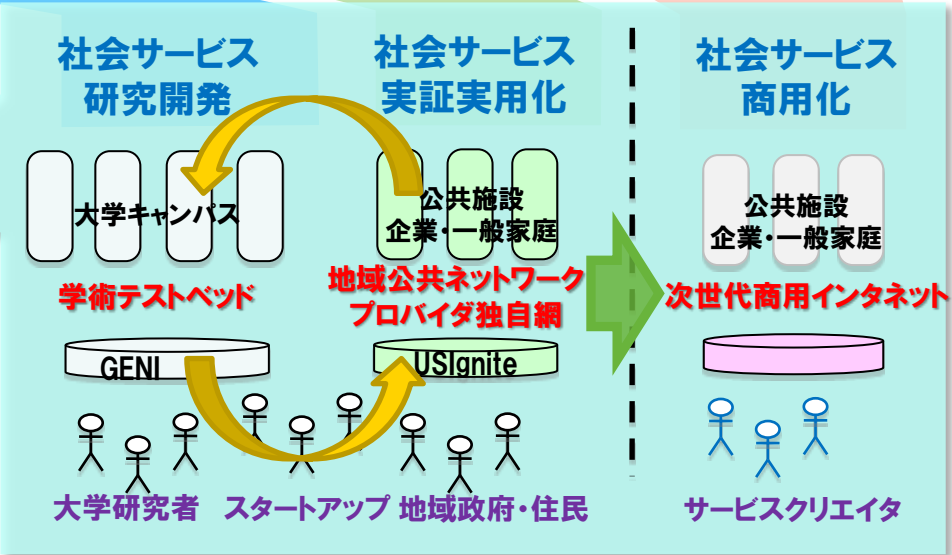 社会サービス
研究開発
社会サービス
実証実用化
社会サービス
商用化
大学キャンパス
公共施設
企業・一般家庭
公共施設
企業・一般家庭
学術テストベッド
地域公共ネットワーク
プロバイダ独自網
次世代商用インタネット
GENI
USIgnite
大学研究者
スタートアップ
地域政府・住民
サービスクリエイタ